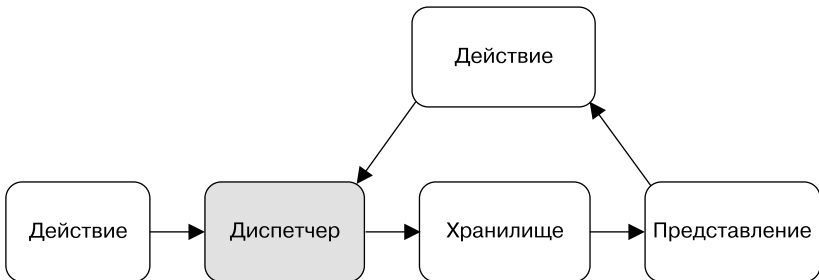 Действие
Действие
Диспетчер
Хранилище
Представление